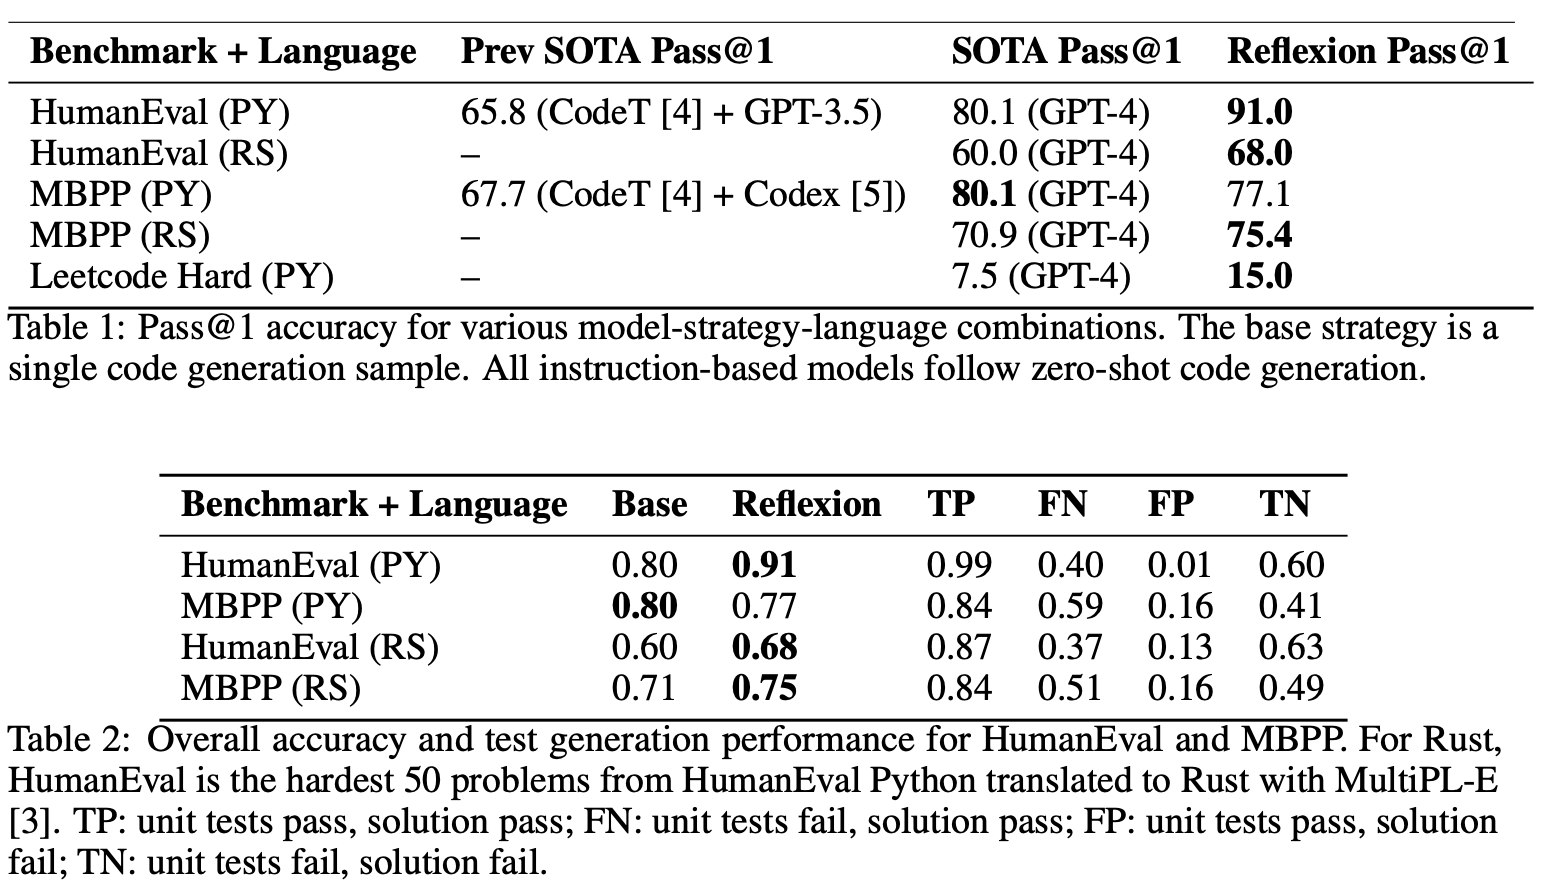 Benchmark + Language Prev SOTA Pass@1 SOTA Pass@1 Reflexion Pass@1
HumanEval (PY) 65.8 (CodeT [4] + GPT-3.5) 80.1 (GPT-4) 91.0
HumanEval (RS) – 60.0 (GPT-4) 68.0
MBPP (PY) 67.7 (CodeT [4] + Codex [5]) 80.1 (GPT-4) 77.1
MBPP (RS) – 70.9 (GPT-4) 75.4
Leetcode Hard (PY) – 7.5 (GPT-4) 15.0
Table 1: Pass@1 accuracy for various model-strategy-language combinations. The base strategy is a
single code generation sample. All instruction-based models follow zero-shot code generation.
Benchmark + Language Base Reflexion TP FN FP TN
HumanEval (PY) 0.80 0.91 0.99 0.40 0.01 0.60
MBPP (PY) 0.80 0.77 0.84 0.59 0.16 0.41
HumanEval (RS) 0.60 0.68 0.87 0.37 0.13 0.63
MBPP (RS) 0.71 0.75 0.84 0.51 0.16 0.49
Table 2: Overall accuracy and test generation performance for HumanEval and MBPP. For Rust,
HumanEval is the hardest 50 problems from HumanEval Python translated to Rust with MultiPL-E
[3]. TP: unit tests pass, solution pass; FN: unit tests fail, solution pass; FP: unit tests pass, solution
fail; TN: unit tests fail, solution fail.